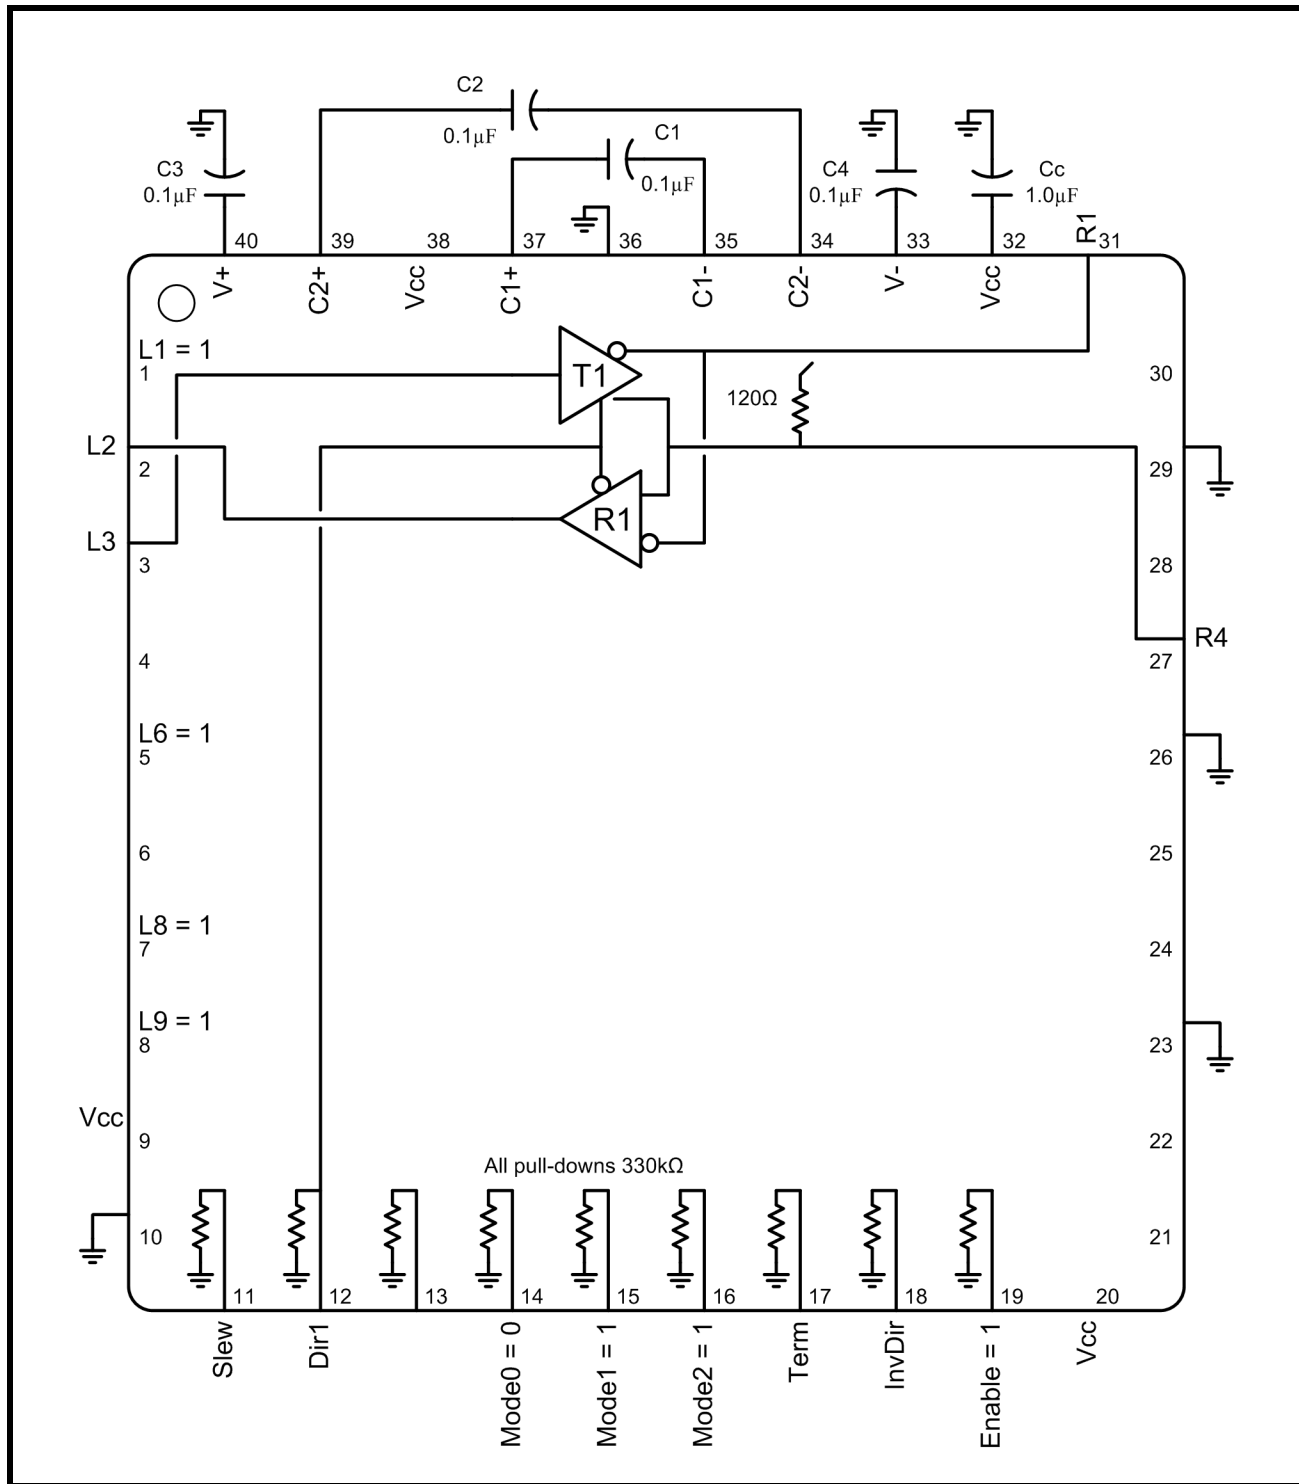 C2
0.1µF
C1
0.1µF
C3
0.1µF
C4
0.1µF
Cc
1.0µF
R1
40
39
38
37
36
35
34
33
32
31
V+
C2+
Vcc
C1+
C1-
C2-
V-
Vcc
L1 = 1
1
T1
120Ω
30
L2
2
29
R1
L3
3
28
R4
4
27
L6 = 1
5
26
6
25
L8 = 1
7
24
L9 = 1
8
23
Vcc
9
22
All pull-downs 330kΩ
10
21
11
12
13
14
15
16
17
18
19
20
Slew
Dir1
Mode0 = 0
Mode1 = 1
Mode2 = 1
Term
InvDir
Enable = 1
Vcc